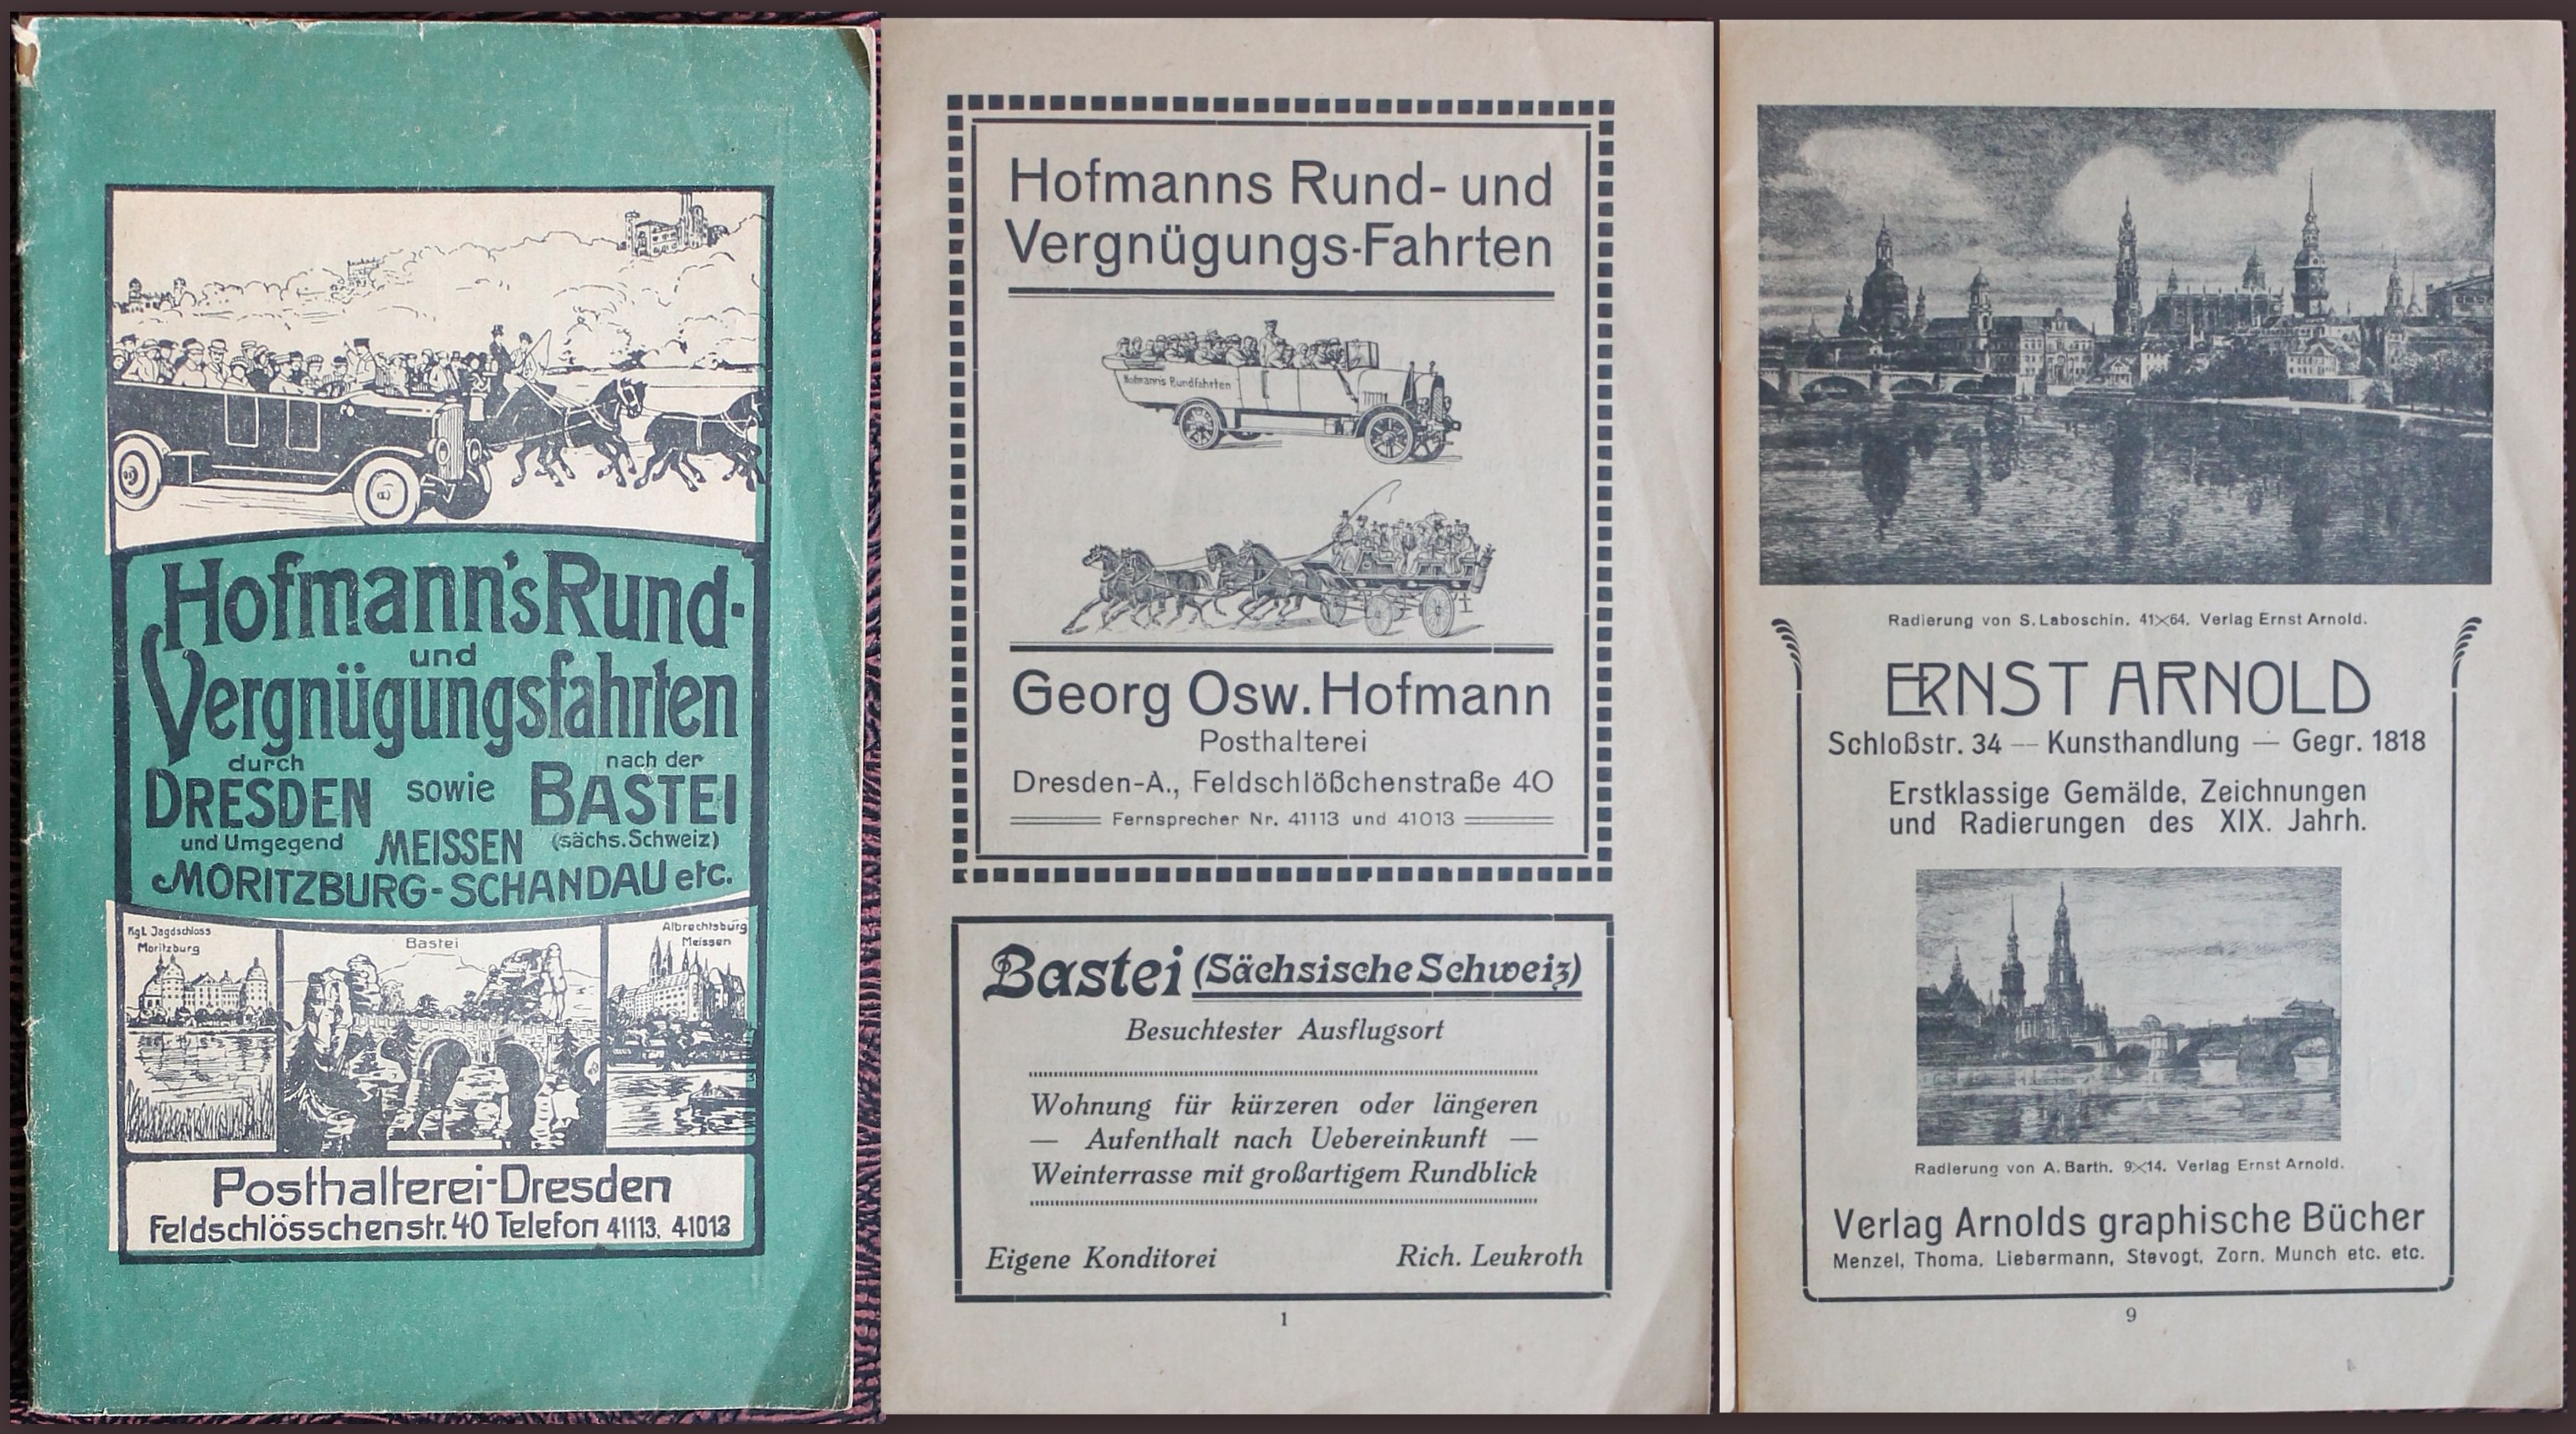 Hofmann's Rund-
und
Vergnügungsfahrten
durch DRESDEN und Umgegend
sowie
nach der BASTEI (sächs. Schweiz)
MEISSEN
MORITZBURG - SCHANDAU etc.
Kgl. Jagdschloss
Moritzburg
Bastei
Albrechtsburg
Meissen
Posthalterei-Dresden
Feldschlösschenstr. 40 Telefon 41113, 41013
Hofmanns Rund- und
Vergnügungs-Fahrten
Hofmann's Rundfahrten
Georg Osw. Hofmann
Posthalterei
Dresden-A., Feldschlößchenstraße 40
Fernsprecher Nr. 41113 und 41013
Bastei (Sächsische Schweiz)
Besuchtester Ausflugsort
Wohnung für kürzeren oder längeren
— Aufenthalt nach Uebereinkunft —
Weinterrasse mit großartigem Rundblick
Eigene Konditorei Rich. Leukroth
1
Radierung von S. Laboschin. 41×64. Verlag Ernst Arnold.
ERNST ARNOLD
Schloßstr. 34 — Kunsthandlung — Gegr. 1818
Erstklassige Gemälde, Zeichnungen
und Radierungen des XIX. Jahrh.
Radierung von A. Barth. 9×14. Verlag Ernst Arnold.
Verlag Arnolds graphische Bücher
Menzel, Thoma, Liebermann, Stevogt, Zorn, Munch etc. etc.
9